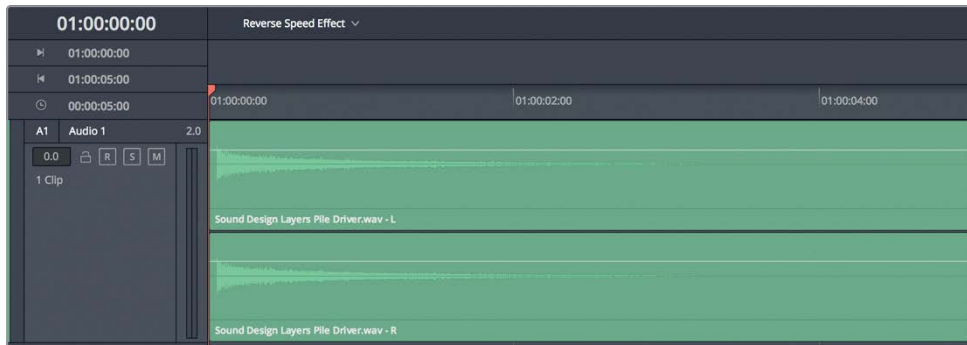 01:00:00:00 Reverse Speed Effect
01:00:00:00
01:00:05:00
00:00:05:00 01:00:00:00 01:00:02:00 01:00:04:00
A1 Audio 1 2.0
0.0 R S M
1 Clip
Sound Design Layers Pile Driver.wav - L
Sound Design Layers Pile Driver.wav - R